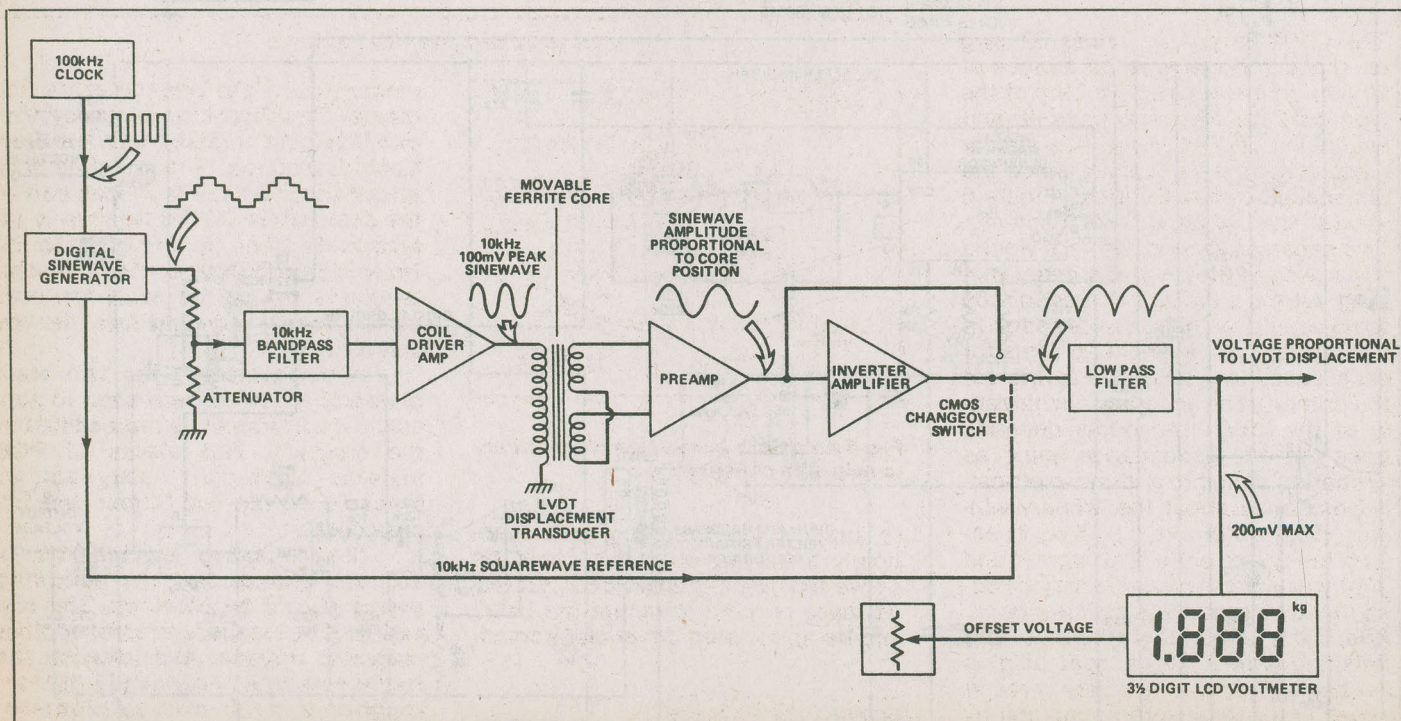 100kHz
CLOCK
DIGITAL
SINEWAVE
GENERATOR
ATTENUATOR
10kHz
BANDPASS
FILTER
COIL
DRIVER
AMP
10kHz
100mV PEAK
SINEWAVE
MOVABLE
FERRITE CORE
LVDT
DISPLACEMENT
TRANSDUCER
SINEWAVE
AMPLITUDE
PROPORTIONAL
TO CORE
POSITION
PREAMP
INVERTER
AMPLIFIER
CMOS
CHANGEOVER
SWITCH
LOW PASS
FILTER
VOLTAGE PROPORTIONAL
TO LVDT DISPLACEMENT
200mV MAX
10kHz SQUAREWAVE REFERENCE
OFFSET VOLTAGE
1.888 kg
3½ DIGIT LCD VOLTMETER